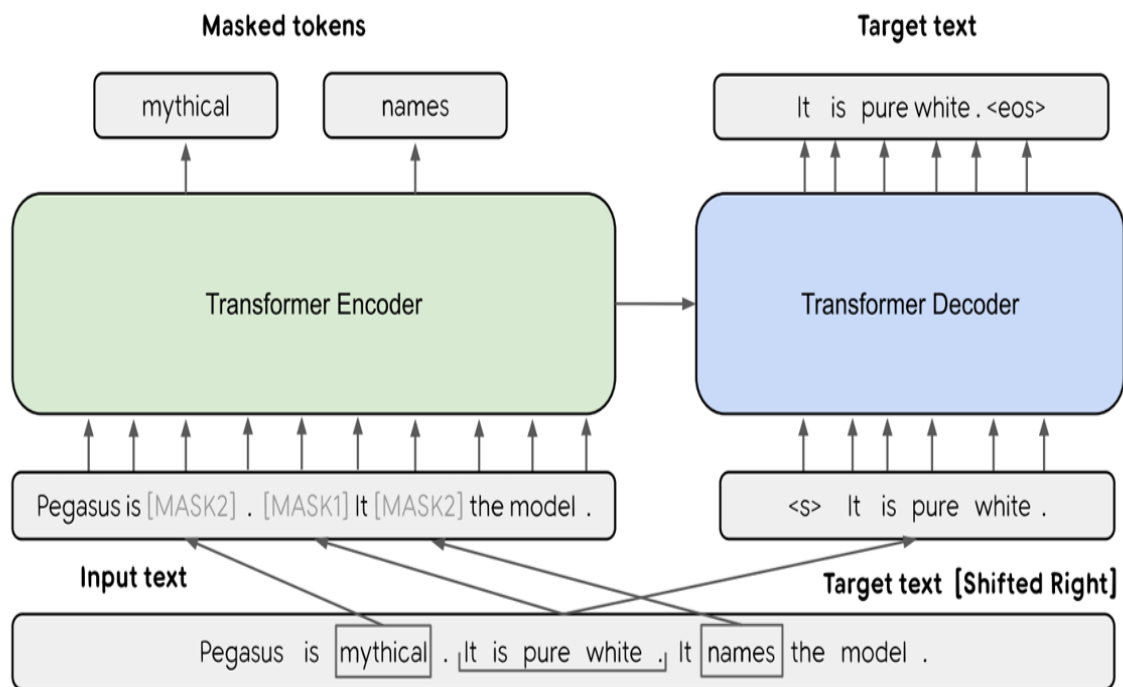 Masked tokens
Target text
mythical
names
It is pure white . <eos>
Transformer Encoder
Transformer Decoder
Pegasus is [MASK2] . [MASK1] It [MASK2] the model .
<s> It is pure white .
Input text
Target text [Shifted Right]
Pegasus is mythical . It is pure white . It names the model .